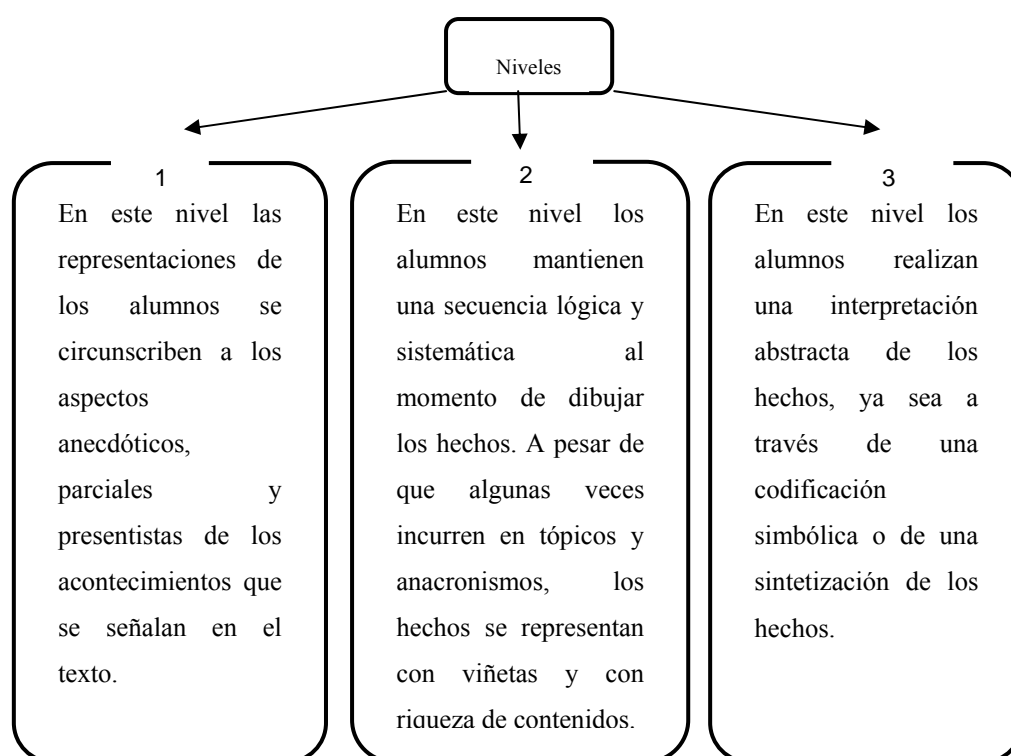 Niveles
1
En este nivel las
representaciones de
los alumnos se
circunscriben a los
aspectos
anecdóticos,
parciales y
presentistas de los
acontecimientos que
se señalan en el
texto.
2
En este nivel los
alumnos mantienen
una secuencia lógica y
sistemática al
momento de dibujar
los hechos. A pesar de
que algunas veces
incurren en tópicos y
anacronismos, los
hechos se representan
con viñetas y con
riqueza de contenidos.
3
En este nivel los
alumnos realizan
una interpretación
abstracta de los
hechos, ya sea a
través de una
codificación
simbólica o de una
sintetización de los
hechos.